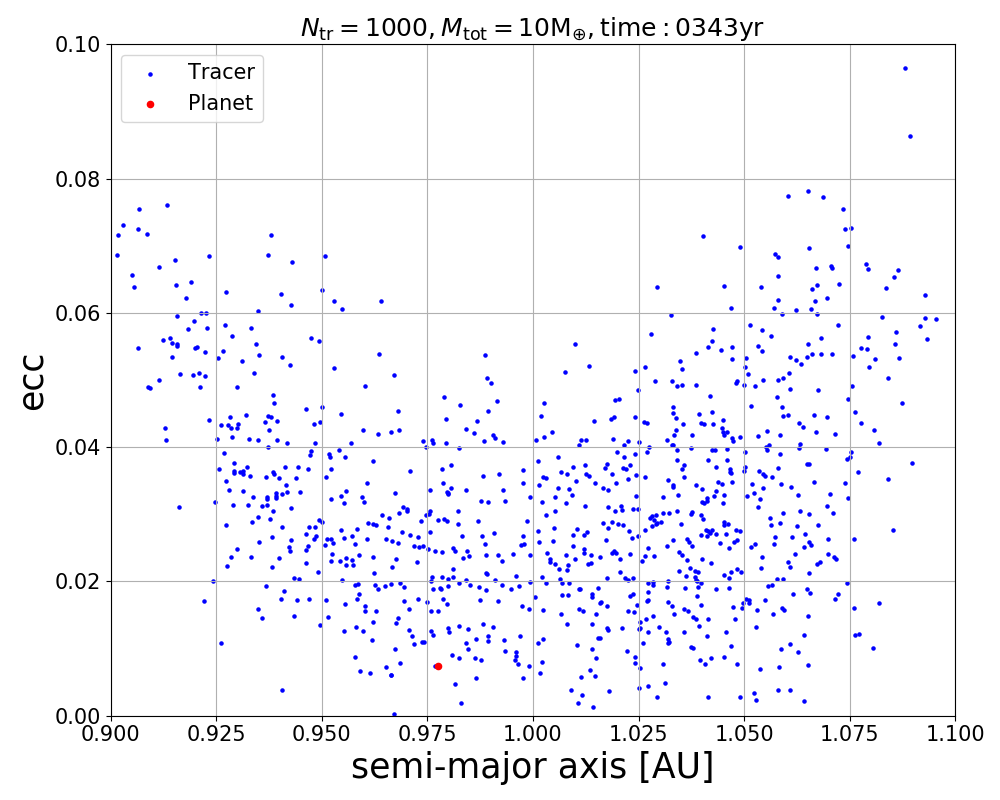 N_tr = 1000, M_tot = 10M_⊕, time : 0343yr
Tracer
Planet
ecc
0.10
0.08
0.06
0.04
0.02
0.00
0.900 0.925 0.950 0.975 1.000 1.025 1.050 1.075 1.100
semi-major axis [AU]